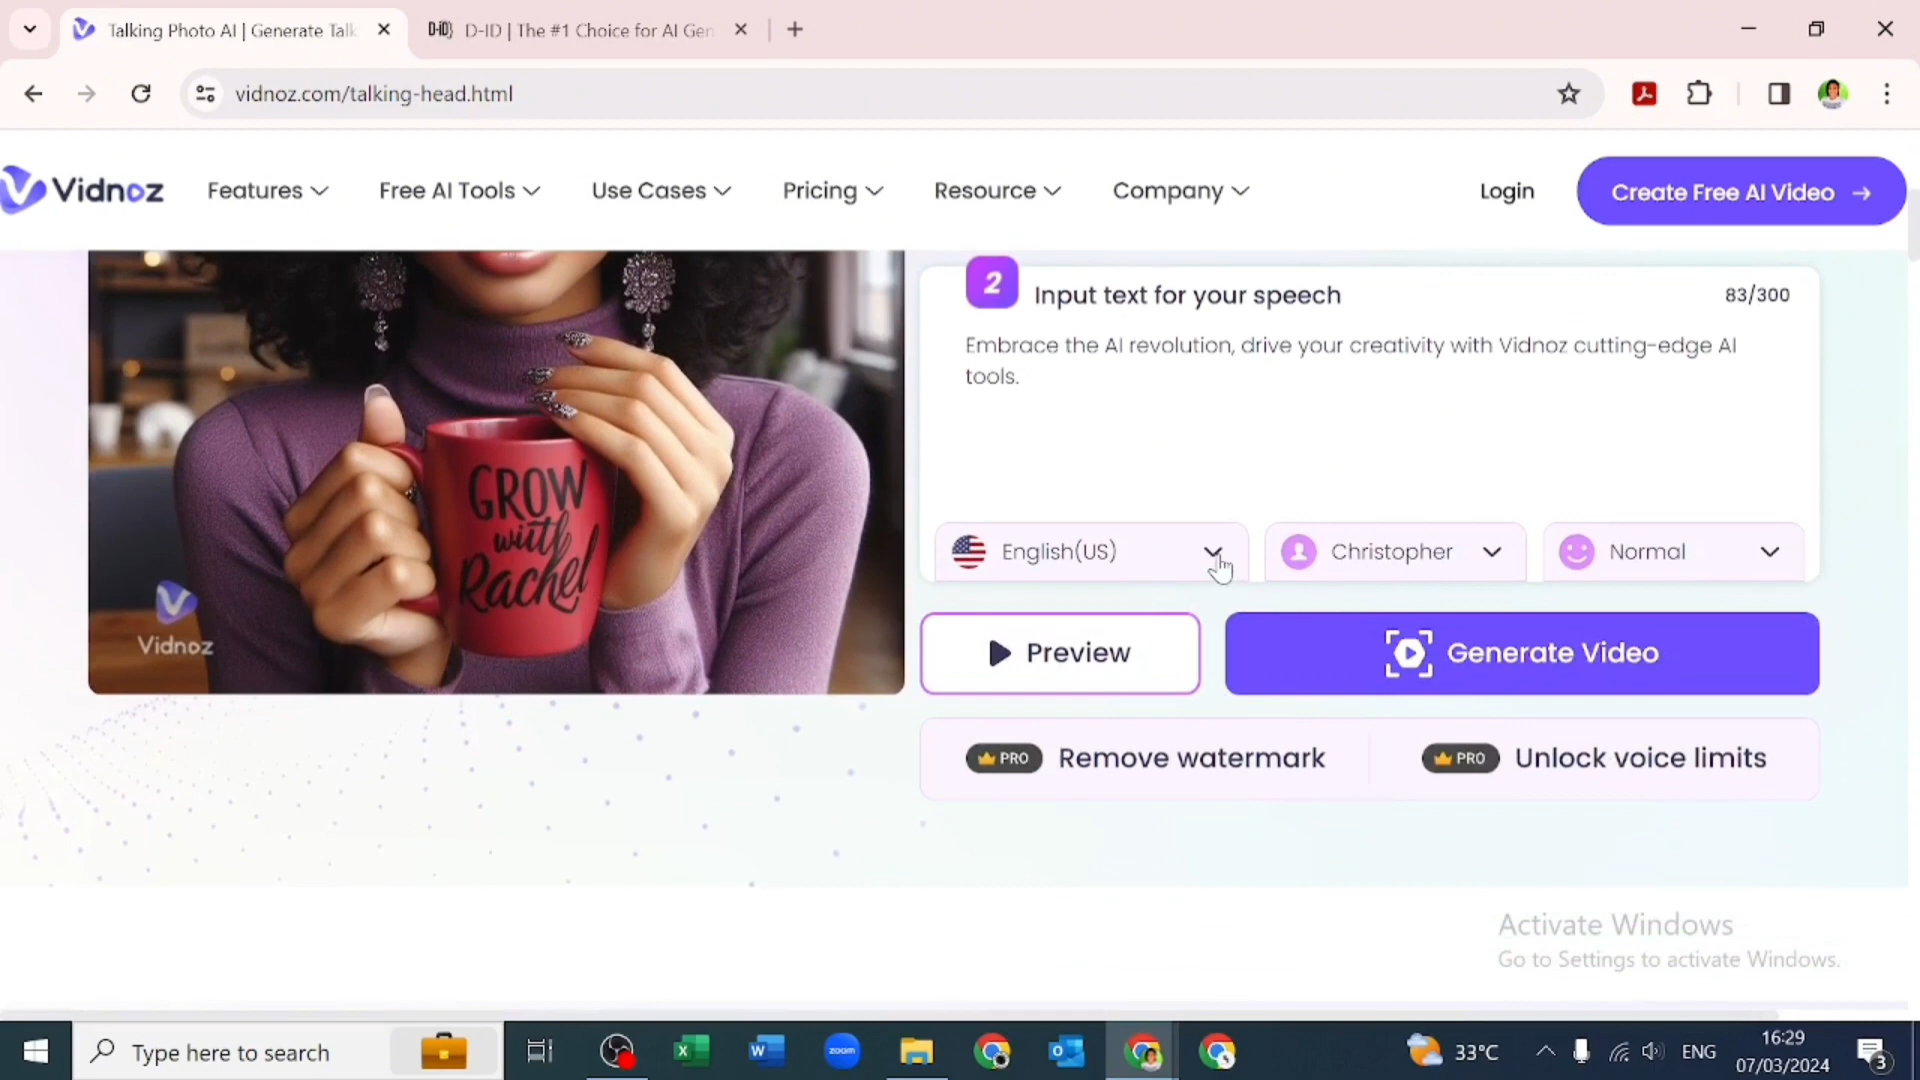 Talking Photo AI | Generate Talk
D-ID | The #1 Choice for AI Gen
vidnoz.com/talking-head.html
Vidnoz
Features
Free AI Tools
Use Cases
Pricing
Resource
Company
Login
Create Free AI Video →
2
Input text for your speech
83/300
Embrace the AI revolution, drive your creativity with Vidnoz cutting-edge AI
tools.
GROW
with
Rachel
Vidnoz
English(US)
Christopher
Normal
Preview
Generate Video
PRO Remove watermark
PRO Unlock voice limits
Activate Windows
Go to Settings to activate Windows.
Type here to search
zoom
33°C
ENG
16:29
07/03/2024
3